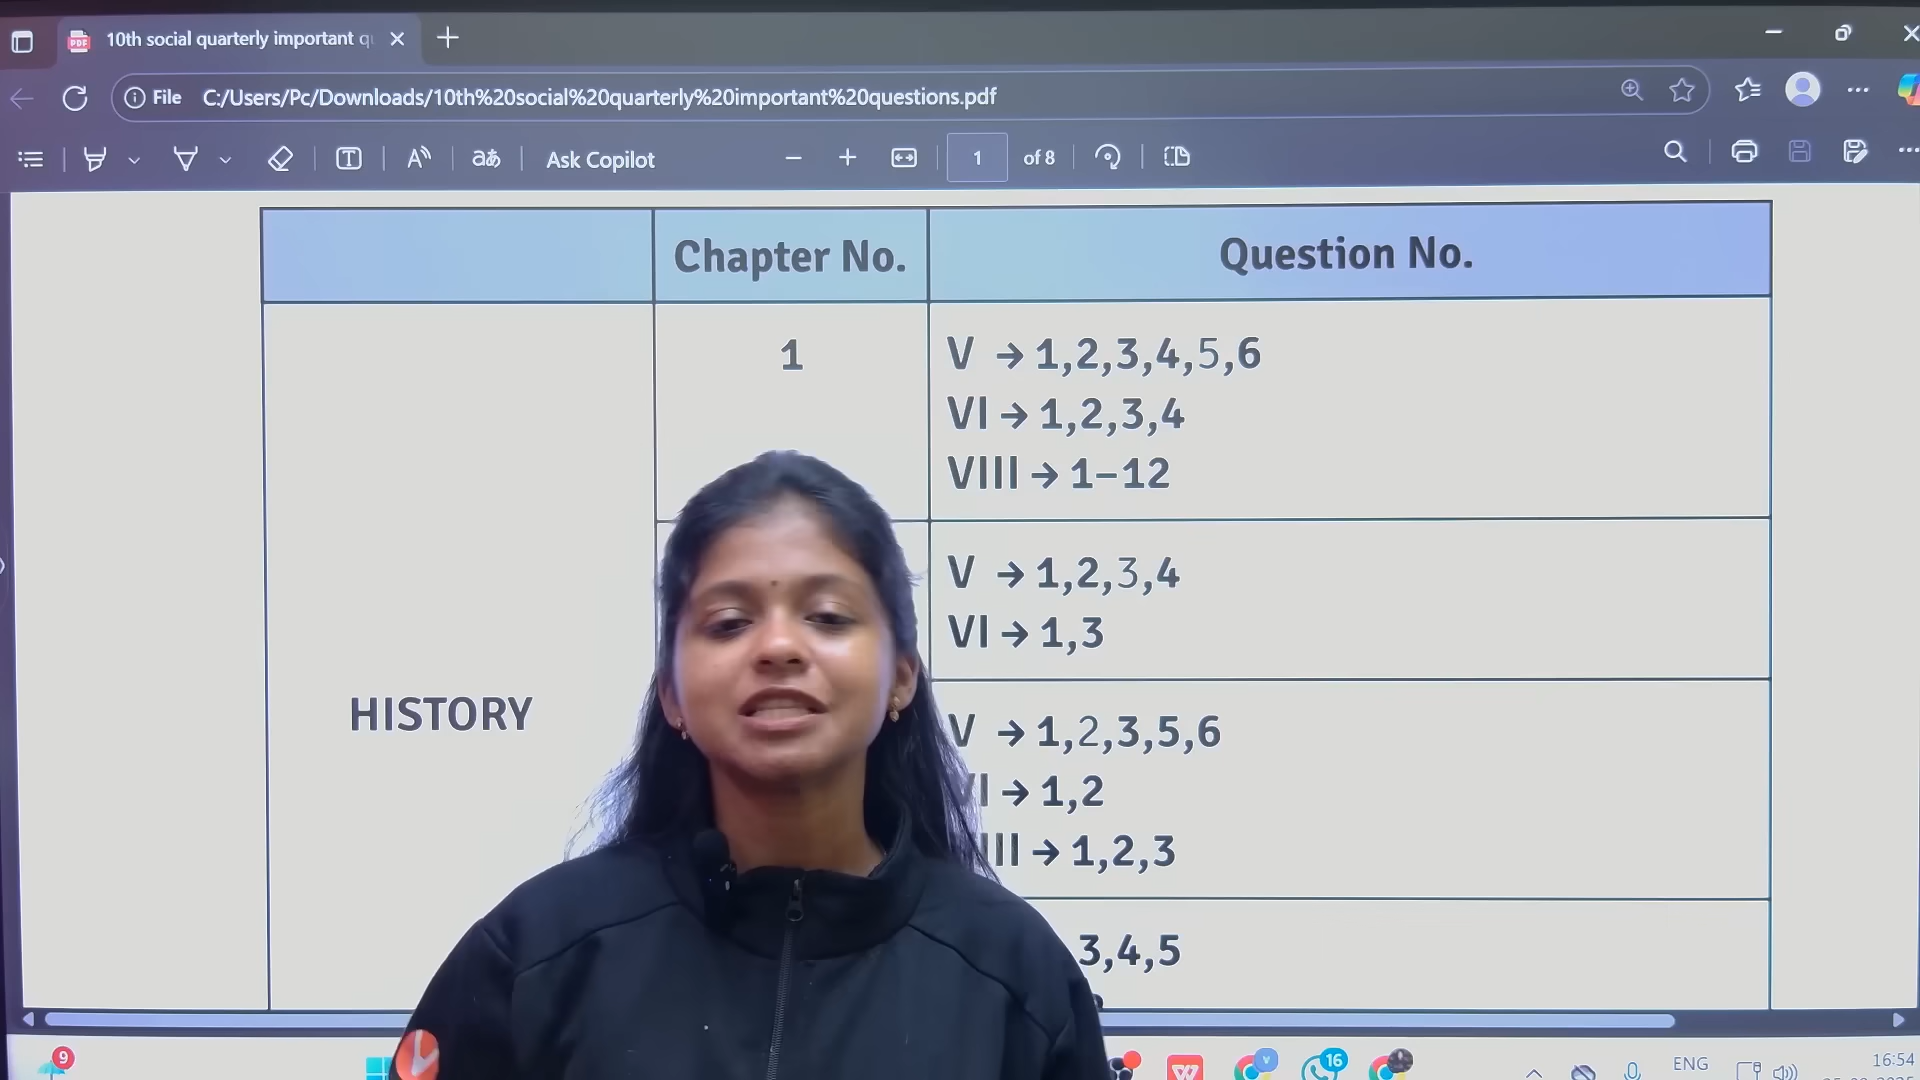 10th social quarterly important
File C:/Users/Pc/Downloads/10th%20social%20quarterly%20important%20questions.pdf
Ask Copilot
1 of 8
Chapter No. Question No.
1
V → 1,2,3,4,5,6
VI → 1,2,3,4
VIII → 1–12
V → 1,2,3,4
VI → 1,3
HISTORY
V → 1,2,3,5,6
→ 1,2
→ 1,2,3
3,4,5
9
16
ENG
16:54